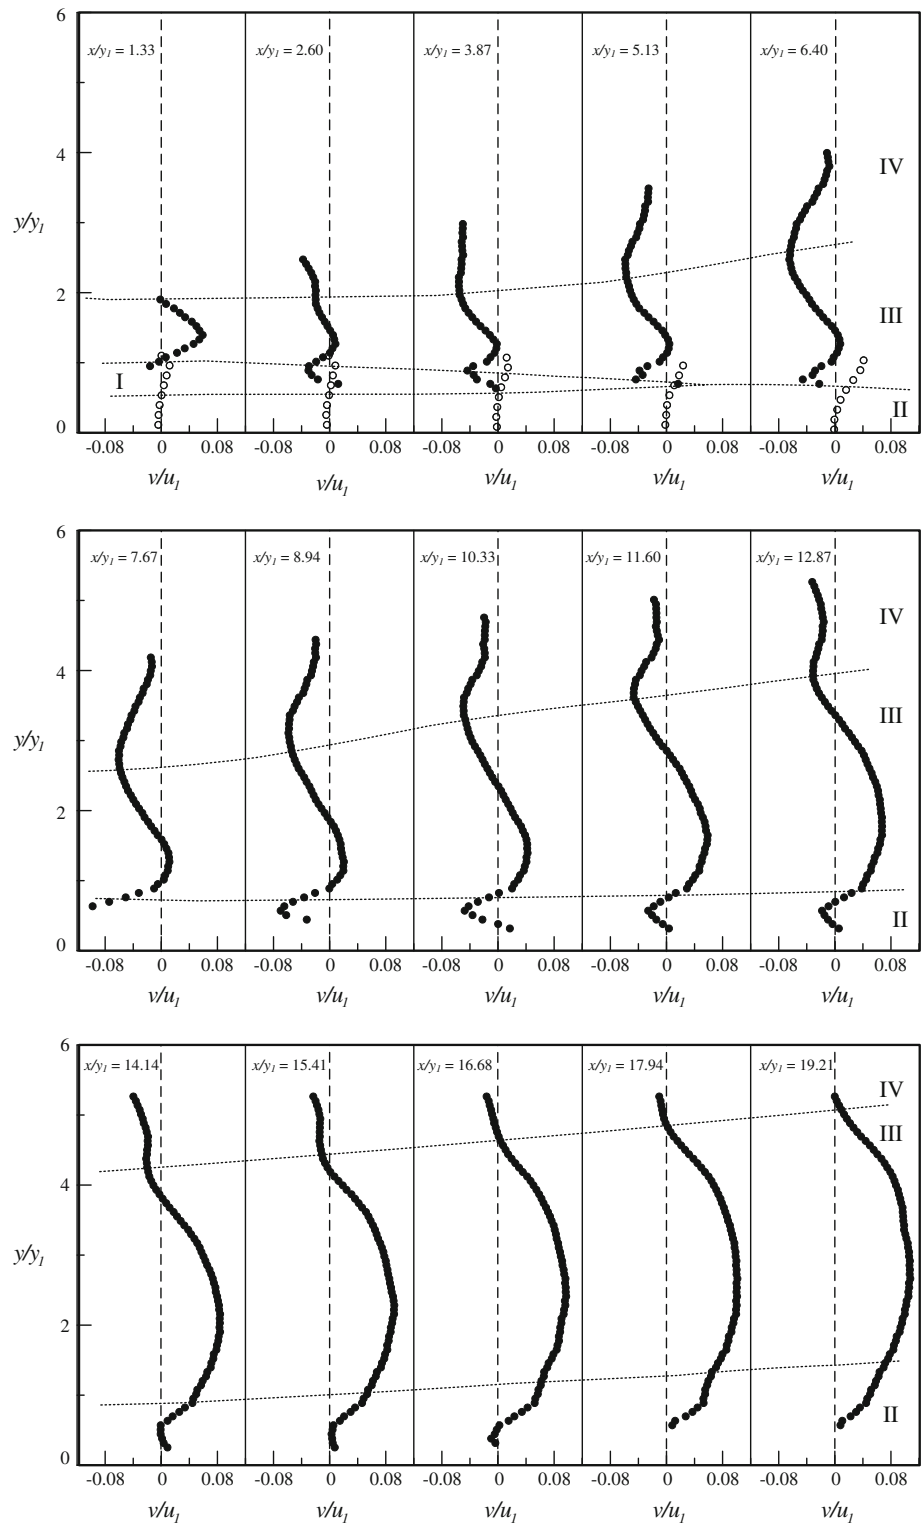 6
x/y1 = 1.33 x/y1 = 2.60 x/y1 = 3.87 x/y1 = 5.13 x/y1 = 6.40
4 IV
y/y1
2 III
I
II
0
-0.08 0 0.08 -0.08 0 0.08 -0.08 0 0.08 -0.08 0 0.08 -0.08 0 0.08
v/u1 v/u1 v/u1 v/u1 v/u1
6
x/y1 = 7.67 x/y1 = 8.94 x/y1 = 10.33 x/y1 = 11.60 x/y1 = 12.87
IV
4
III
y/y1
2
II
0
-0.08 0 0.08 -0.08 0 0.08 -0.08 0 0.08 -0.08 0 0.08 -0.08 0 0.08
v/u1 v/u1 v/u1 v/u1 v/u1
6
x/y1 = 14.14 x/y1 = 15.41 x/y1 = 16.68 x/y1 = 17.94 x/y1 = 19.21
IV
III
4
y/y1
2
II
0
-0.08 0 0.08 -0.08 0 0.08 -0.08 0 0.08 -0.08 0 0.08 -0.08 0 0.08
v/u1 v/u1 v/u1 v/u1 v/u1